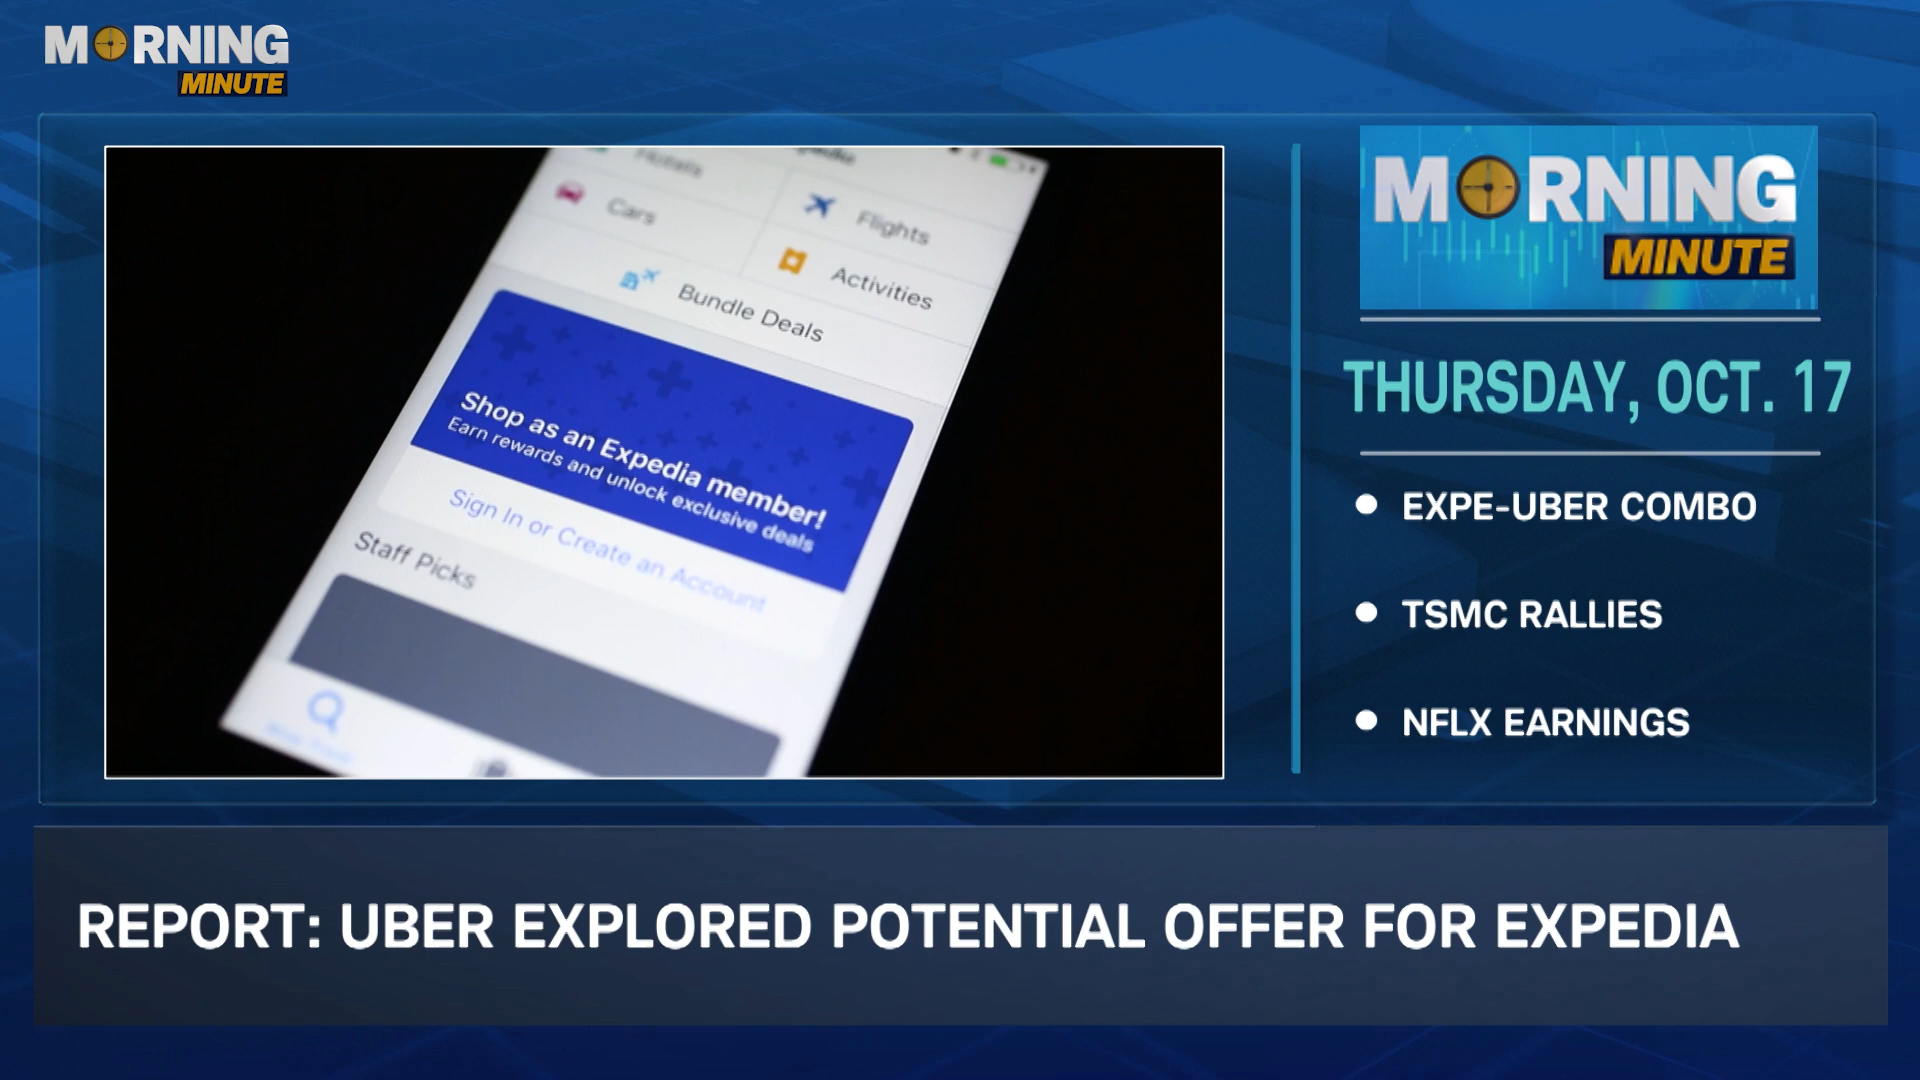 MORNING
MINUTE
Hotels
Cars
Flights
Activities
Bundle Deals
Shop as an Expedia member!
Earn rewards and unlock exclusive deals
Sign In or Create an Account
Staff Picks
MORNING
MINUTE
THURSDAY, OCT. 17
EXPE-UBER COMBO
TSMC RALLIES
NFLX EARNINGS
REPORT: UBER EXPLORED POTENTIAL OFFER FOR EXPEDIA